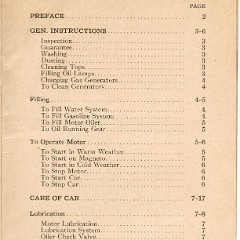 PAGE
PREFACE 2
GEN. INSTRUCTIONS 3-6
Inspection 3
Guarantee 3
Washing 3
Dusting 3
Cleaning Tops 3
Filling Oil Lamps 3
Charging Gas Generators 4
To Clean Generators 4
Filling 4-5
To Fill Water System 4
To Fill Gasoline System 4
To Fill Motor Oiler 5
To Oil Running Gear 5
To Operate Motor 5-6
To Start in Warm Weather 5
To Start on Magneto 5
To Start in Cold Weather 6
To Stop Motor 6
To Start Car 6
To Stop Car 6
CARE OF CAR 7-17
Lubrication 7-8
Motor Lubrication 7
Lubrication System 7
Oiler Check Valve 7